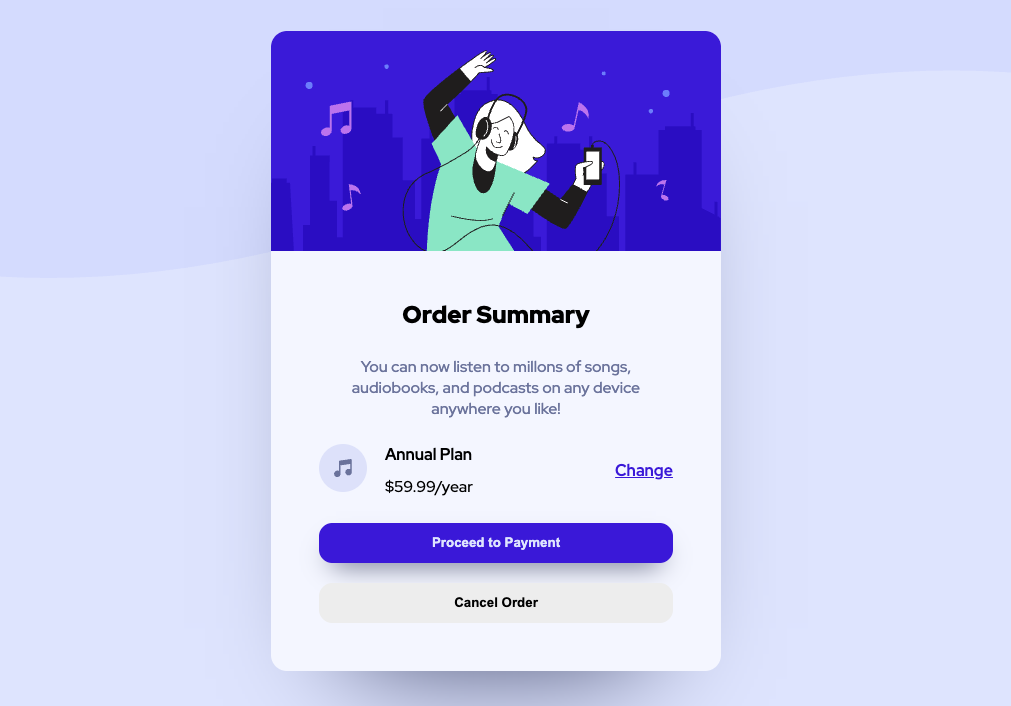 Order Summary
You can now listen to millons of songs,
audiobooks, and podcasts on any device
anywhere you like!
Annual Plan
$59.99/year
Change
Proceed to Payment
Cancel Order